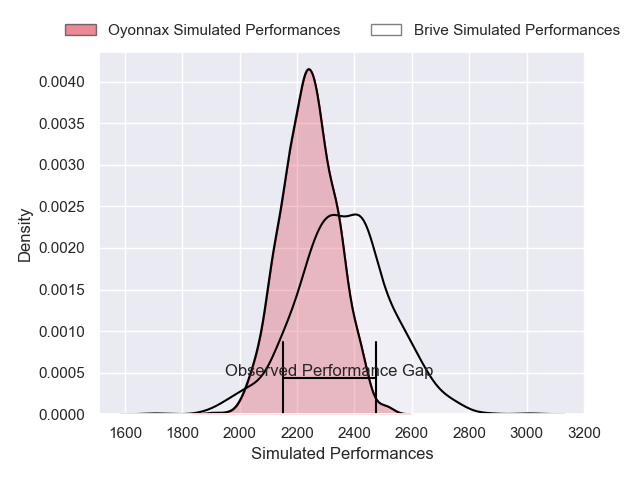 Oyonnax Simulated Performances
Brive Simulated Performances
0.0040
0.0035
0.0030
0.0025
0.0020
0.0015
0.0010
0.0005
0.0000
Density
Observed Performance Gap
1600 1800 2000 2200 2400 2600 2800 3000 3200
Simulated Performances